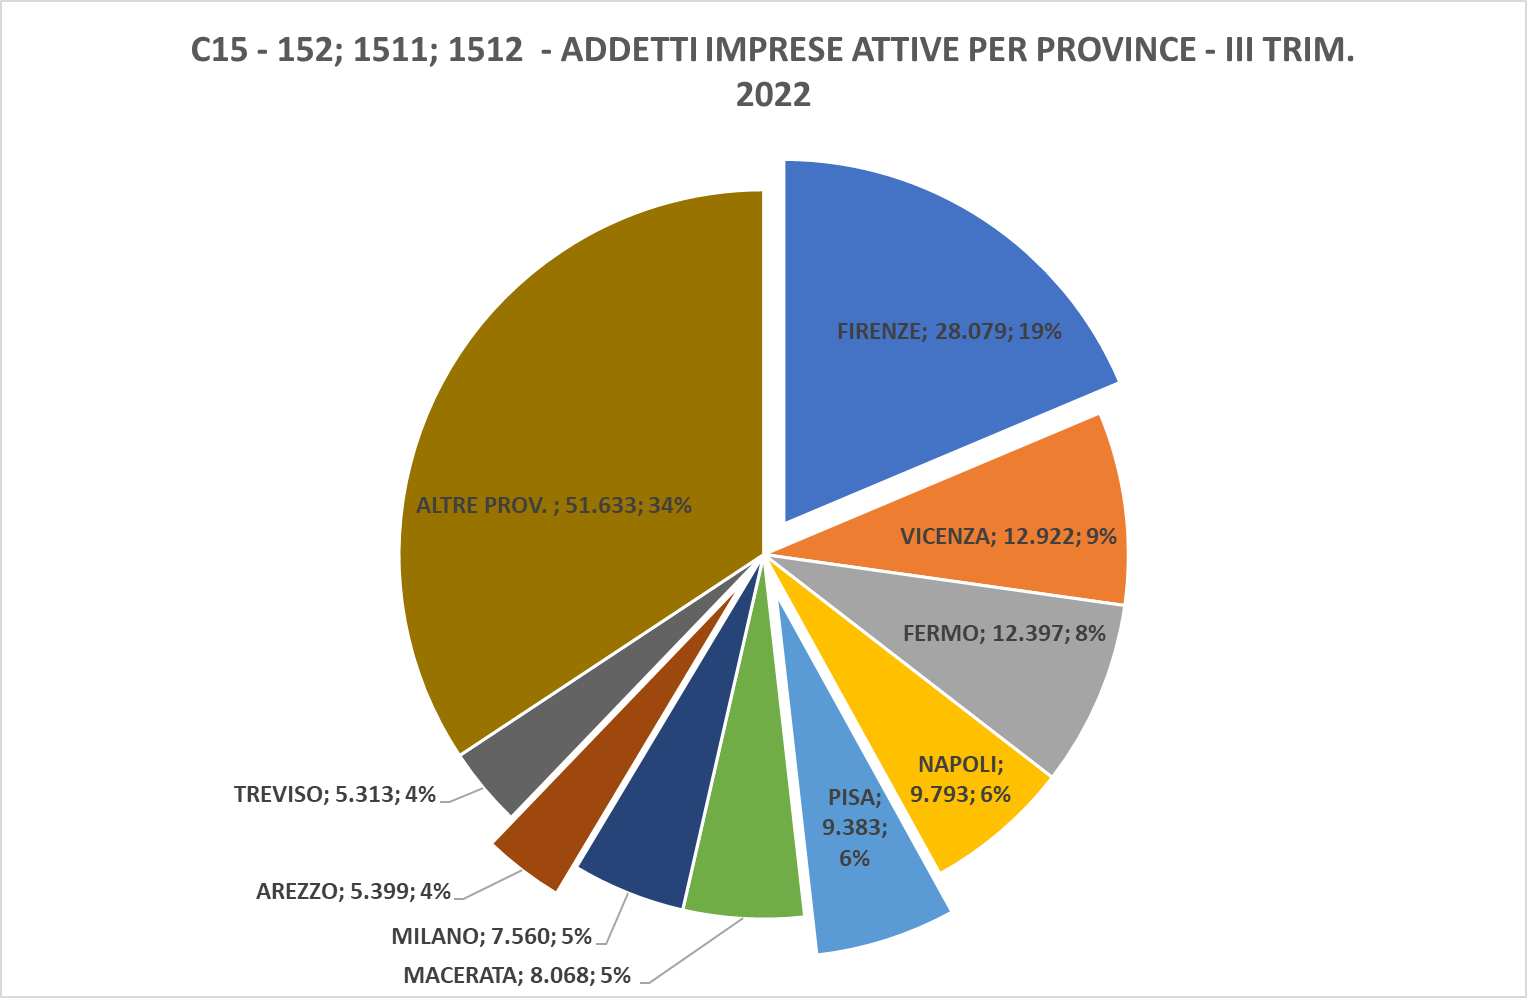 C15 - 152; 1511; 1512  - ADDETTI IMPRESE ATTIVE PER PROVINCE - III TRIM.
2022
FIRENZE; 28.079; 19%
ALTRE PROV. ; 51.633; 34%
VICENZA; 12.922; 9%
FERMO; 12.397; 8%
NAPOLI;
9.793; 6%
PISA;
9.383;
6%
TREVISO; 5.313; 4%
AREZZO; 5.399; 4%
MILANO; 7.560; 5%
MACERATA; 8.068; 5%